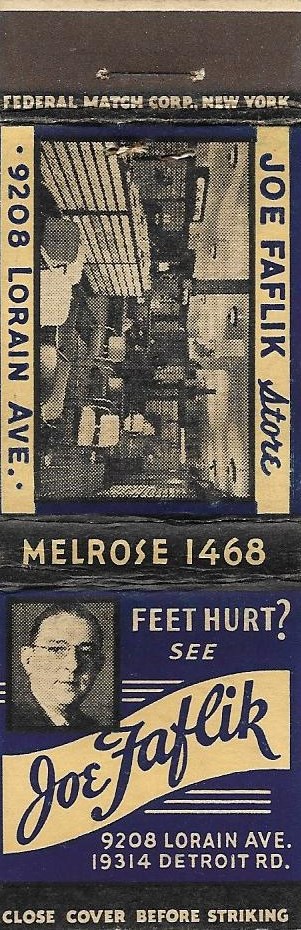 FEDERAL MATCH CORP., NEW YORK
JOE FAFLIK Store
• 9208 LORAIN AVE. •
MELROSE 1468
FEET HURT?
SEE
Joe Faflik
9208 LORAIN AVE.
19314 DETROIT RD.
CLOSE COVER BEFORE STRIKING